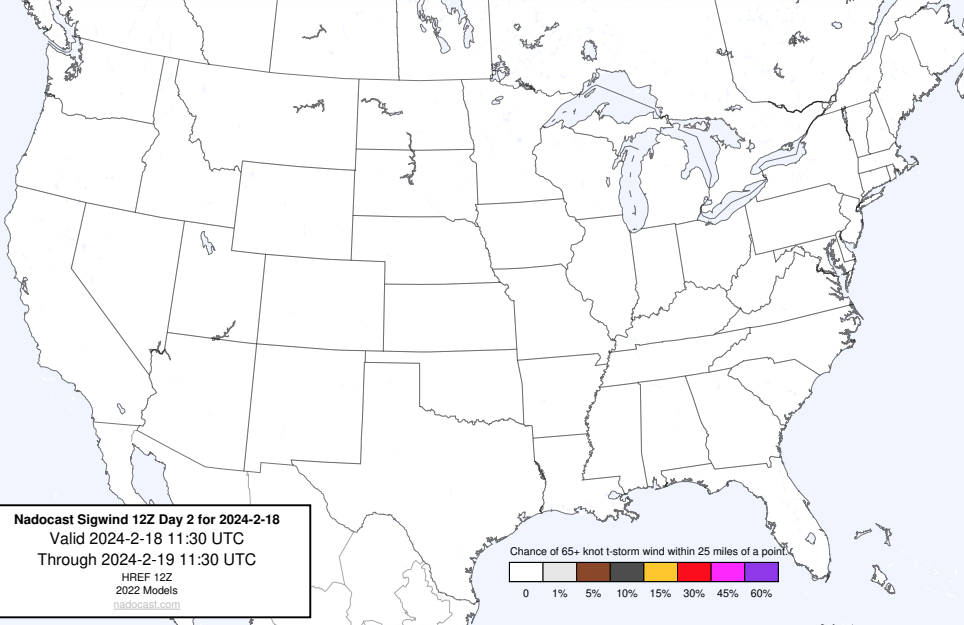 Nadocast Sigwind 12Z Day 2 for 2024-2-18
Valid 2024-2-18 11:30 UTC
Through 2024-2-19 11:30 UTC
HREF 12Z
2022 Models
nadocast.com
Chance of 65+ knot t-storm wind within 25 miles of a point.
0 1% 5% 10% 15% 30% 45% 60%